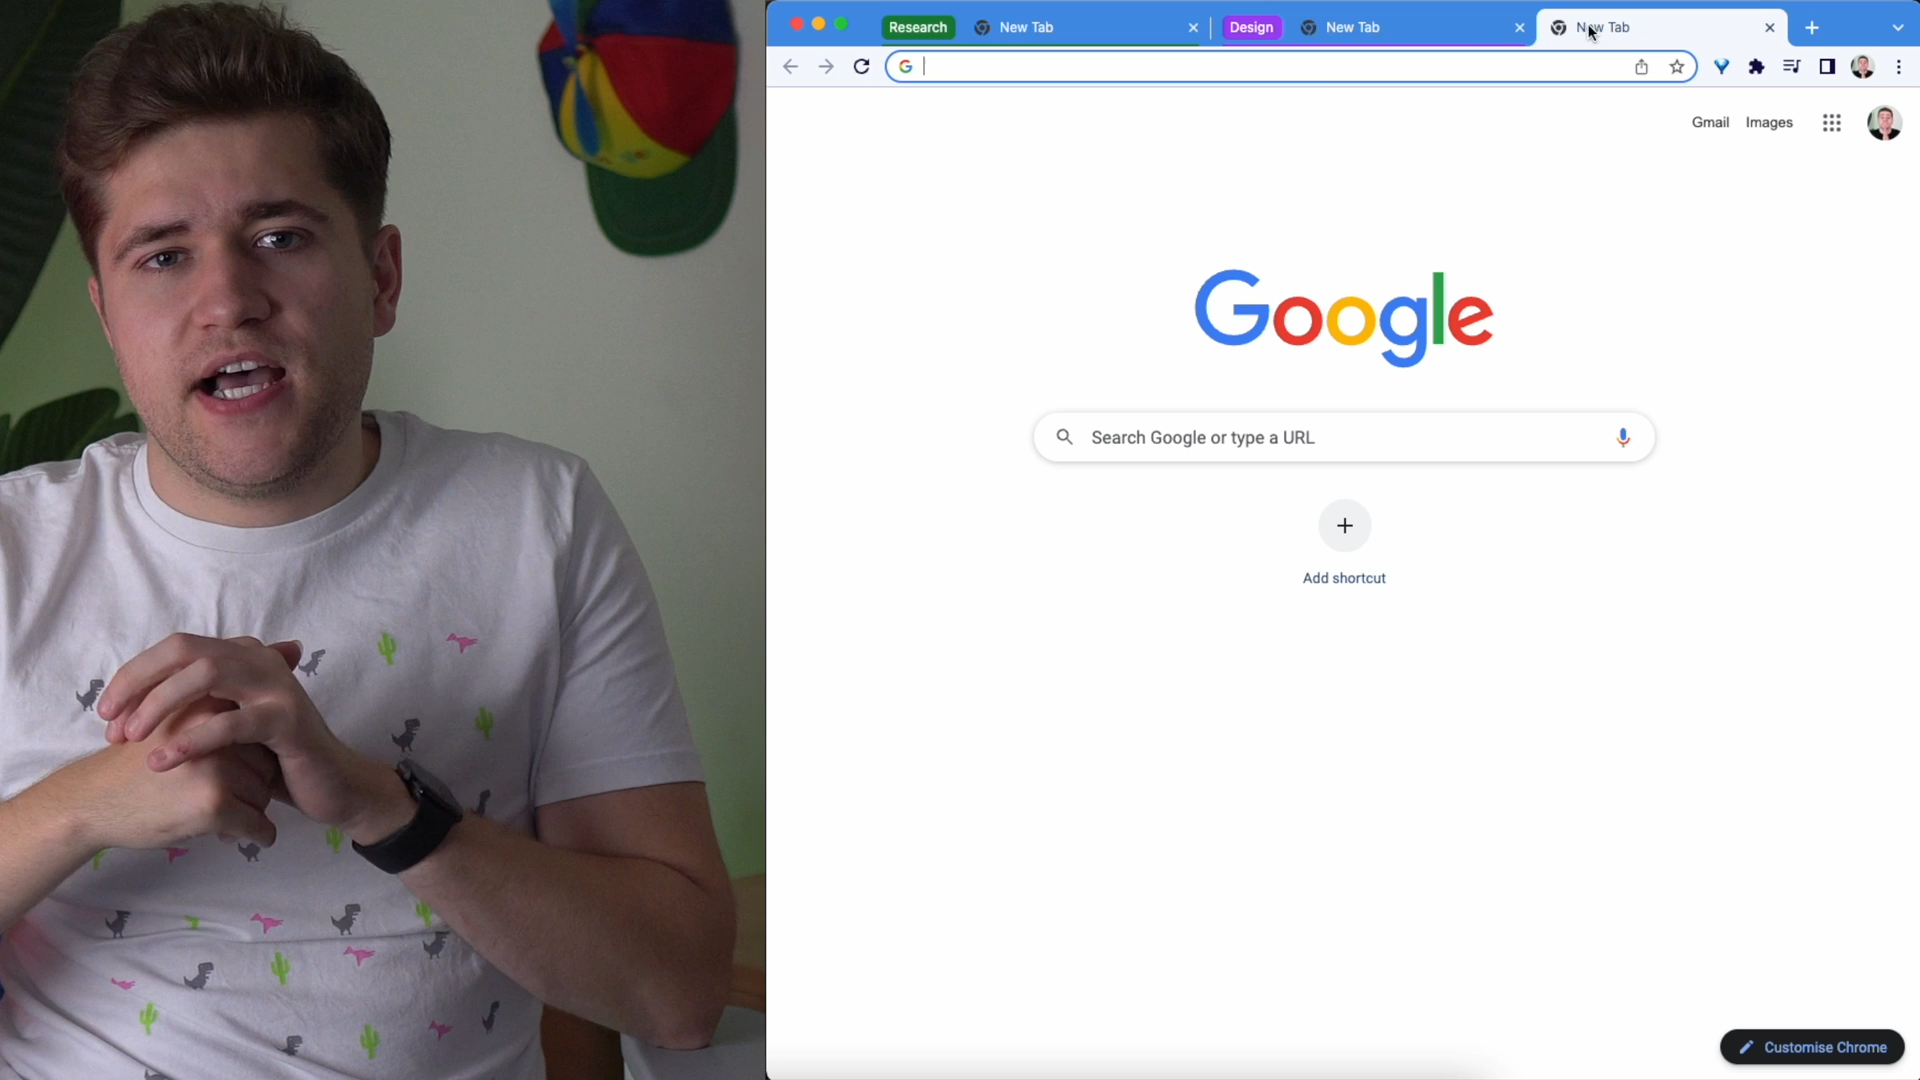 Research
New Tab
Design
New Tab
New Tab
Gmail
Images
Google
Search Google or type a URL
Add shortcut
Customise Chrome